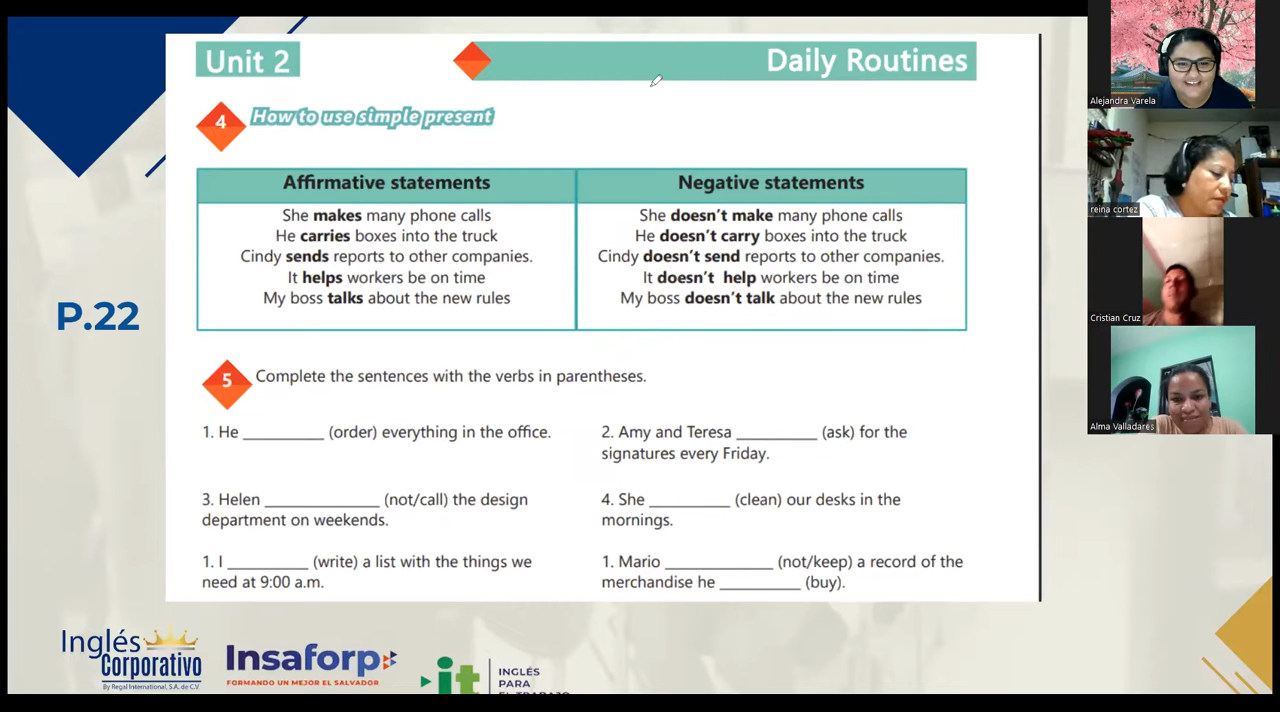 Unit 2
Daily Routines
4
How to use simple present
Affirmative statements
She makes many phone calls
He carries boxes into the truck
Cindy sends reports to other companies.
It helps workers be on time
My boss talks about the new rules
Negative statements
She doesn't make many phone calls
He doesn't carry boxes into the truck
Cindy doesn't send reports to other companies.
It doesn't help workers be on time
My boss doesn't talk about the new rules
P.22
5
Complete the sentences with the verbs in parentheses.
1. He __________ (order) everything in the office.
2. Amy and Teresa __________ (ask) for the
signatures every Friday.
3. Helen ______________ (not/call) the design
department on weekends.
4. She __________ (clean) our desks in the
mornings.
1. I __________ (write) a list with the things we
need at 9:00 a.m.
1. Mario _____________ (not/keep) a record of the
merchandise he __________ (buy).
Inglés
Corporativo
By Regal International, S.A. de C.V.
Insaforp
FORMANDO UN MEJOR EL SALVADOR
it
INGLÉS
PARA
EL TRABAJO
Alejandra Varela
reina cortez
Cristian Cruz
Alma Valladares